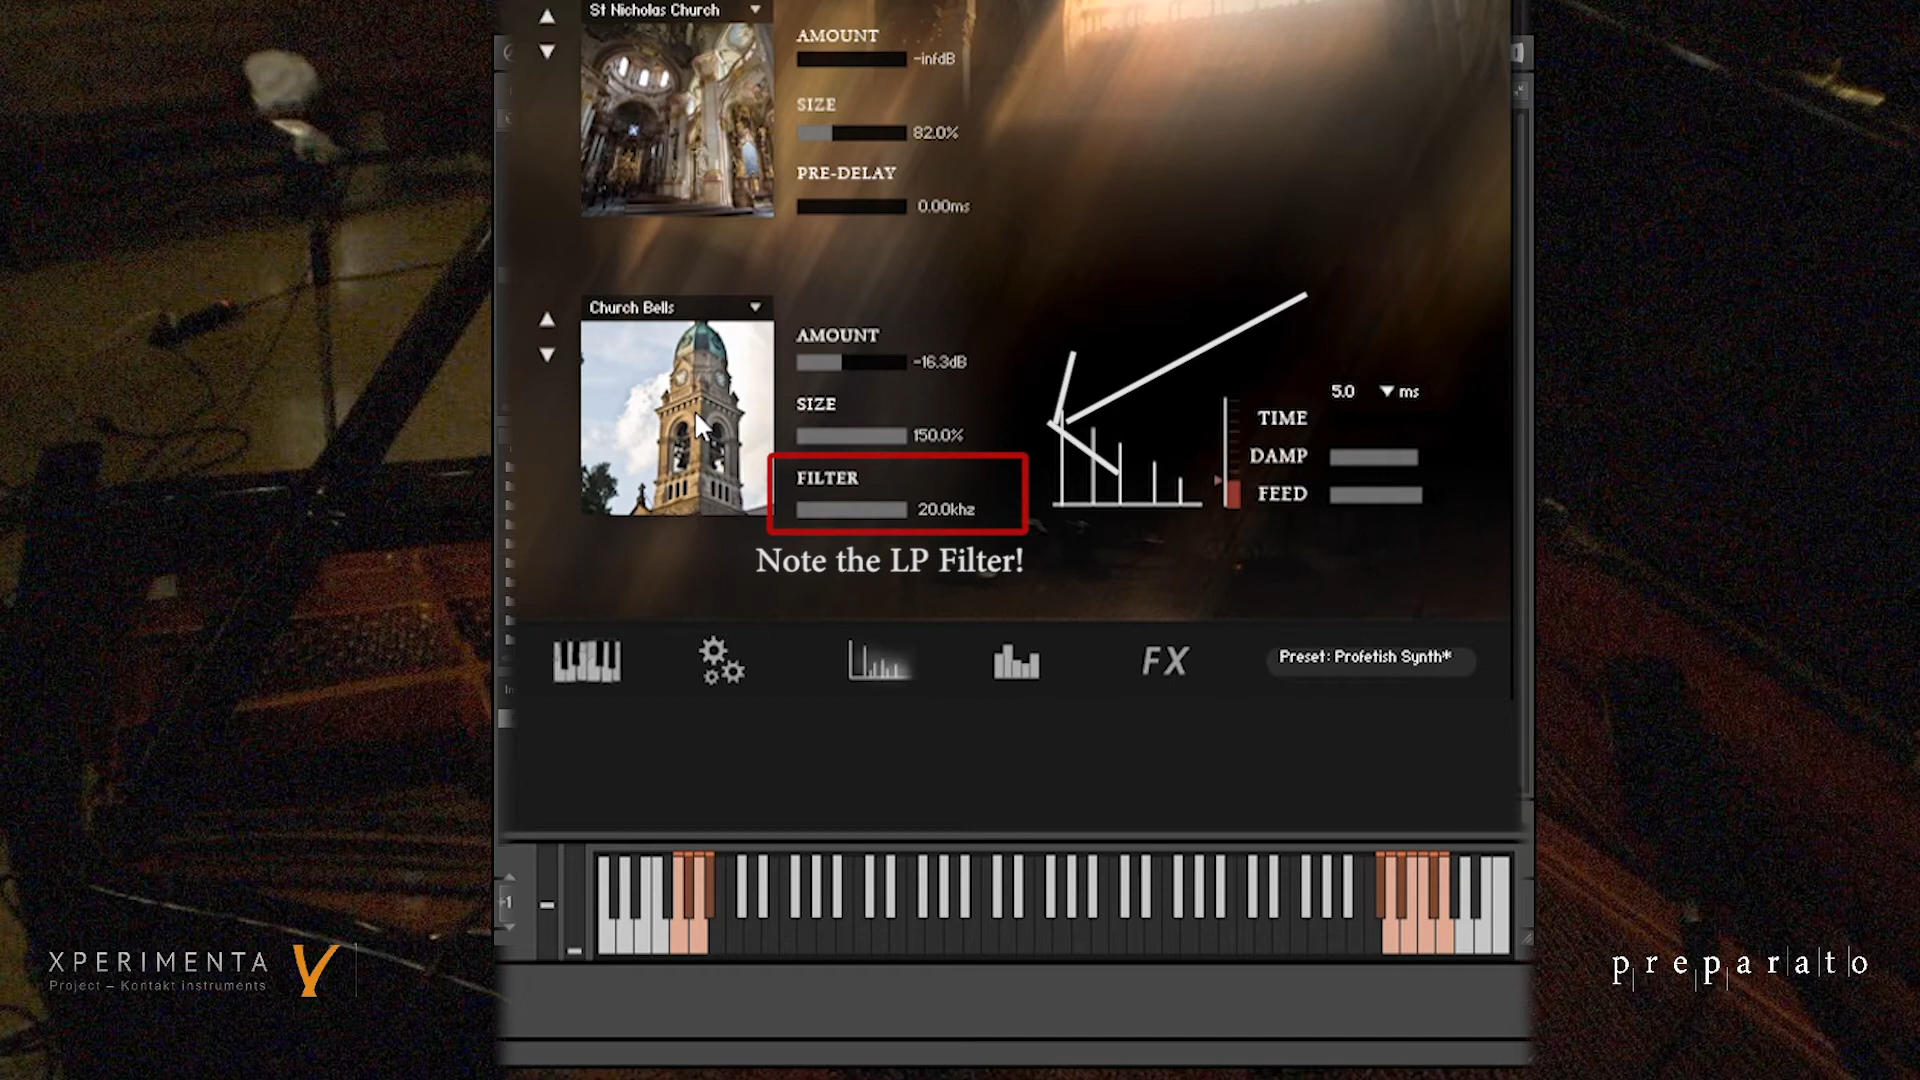 St Nicholas Church
AMOUNT
-infdB
SIZE
82.0%
PRE-DELAY
0.00ms
Church Bells
AMOUNT
-16.3dB
SIZE
150.0%
FILTER
20.0khz
Note the LP Filter!
5.0 ms
TIME
DAMP
FEED
FX
Preset: Profetish Synth*
+1
XPERIMENTA
Project – Kontakt instruments
preparato